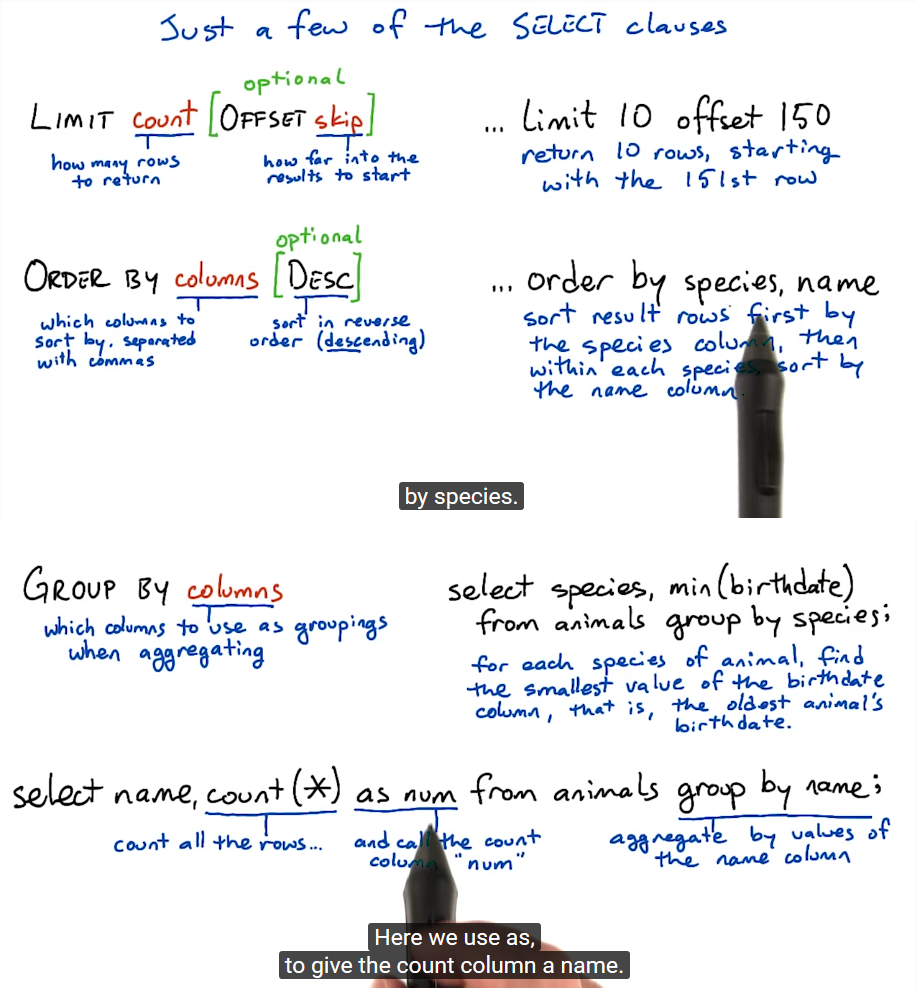 Just a few of the SELECT clauses
optional
LIMIT count [OFFSET skip]
how many rows
to return
how far into the
results to start
... limit 10 offset 150
return 10 rows, starting
with the 151st row
optional
ORDER BY columns [DESC]
which columns to
sort by, separated
with commas
sort in reverse
order (descending)
... order by species, name
sort result rows first by
the species column, then
within each species, sort by
the name column.
by species.
GROUP BY columns
which columns to use as groupings
when aggregating
select species, min(birthdate)
from animals group by species;
for each species of animal, find
the smallest value of the birthdate
column, that is, the oldest animal's
birthdate.
select name, count(*) as num from animals group by name;
count all the rows...
and call the count
column "num"
aggregate by values of
the name column
Here we use as,
to give the count column a name.